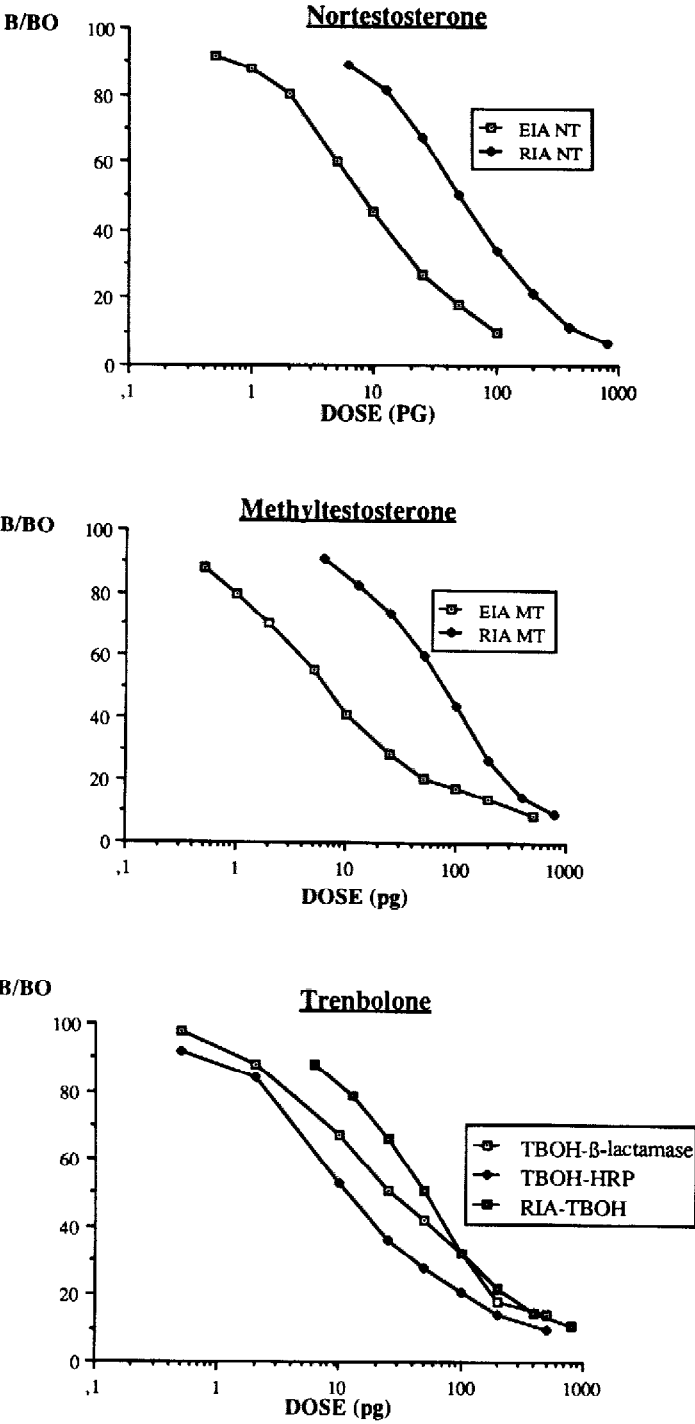 Nortestosterone
B/BO
100
80
60
40
20
0
EIA NT
RIA NT
,1 1 10 100 1000
DOSE (PG)
Methyltestosterone
B/BO
100
80
60
40
20
0
EIA MT
RIA MT
,1 1 10 100 1000
DOSE (pg)
Trenbolone
B/BO
100
80
60
40
20
0
TBOH-ß-lactamase
TBOH-HRP
RIA-TBOH
,1 1 10 100 1000
DOSE (pg)